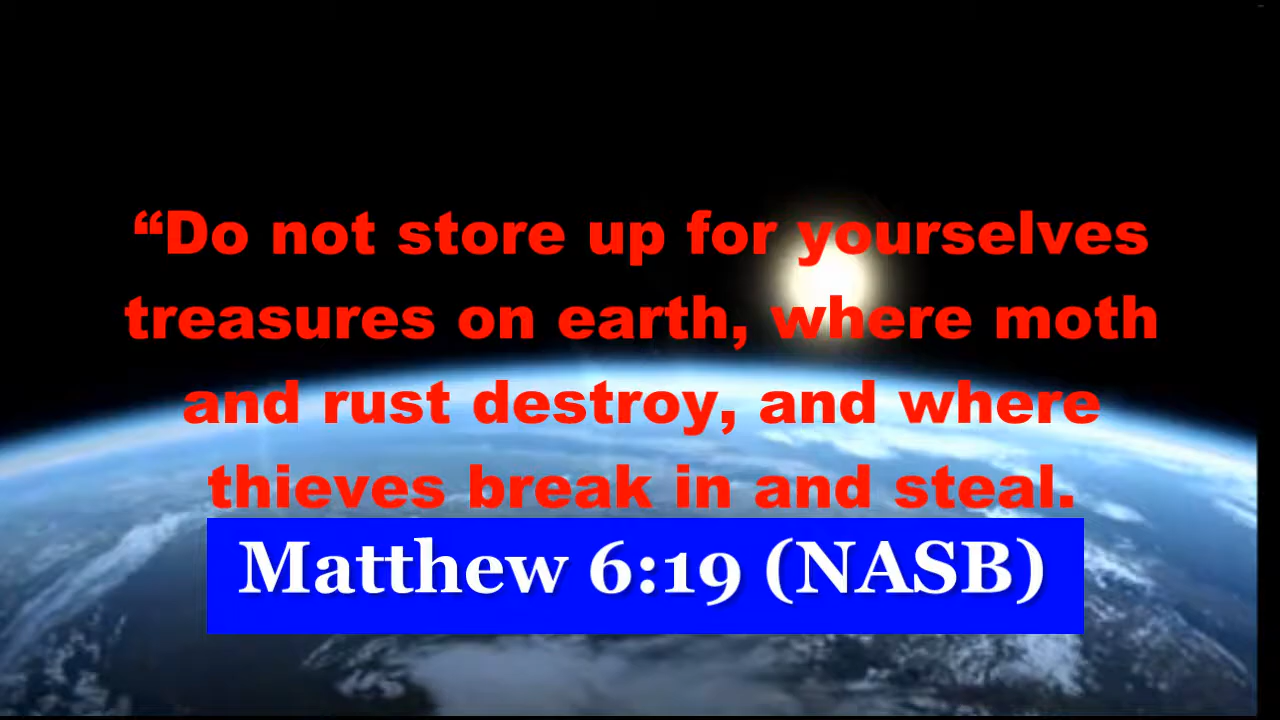 “Do not store up for yourselves
treasures on earth, where moth
and rust destroy, and where
thieves break in and steal.
Matthew 6:19 (NASB)